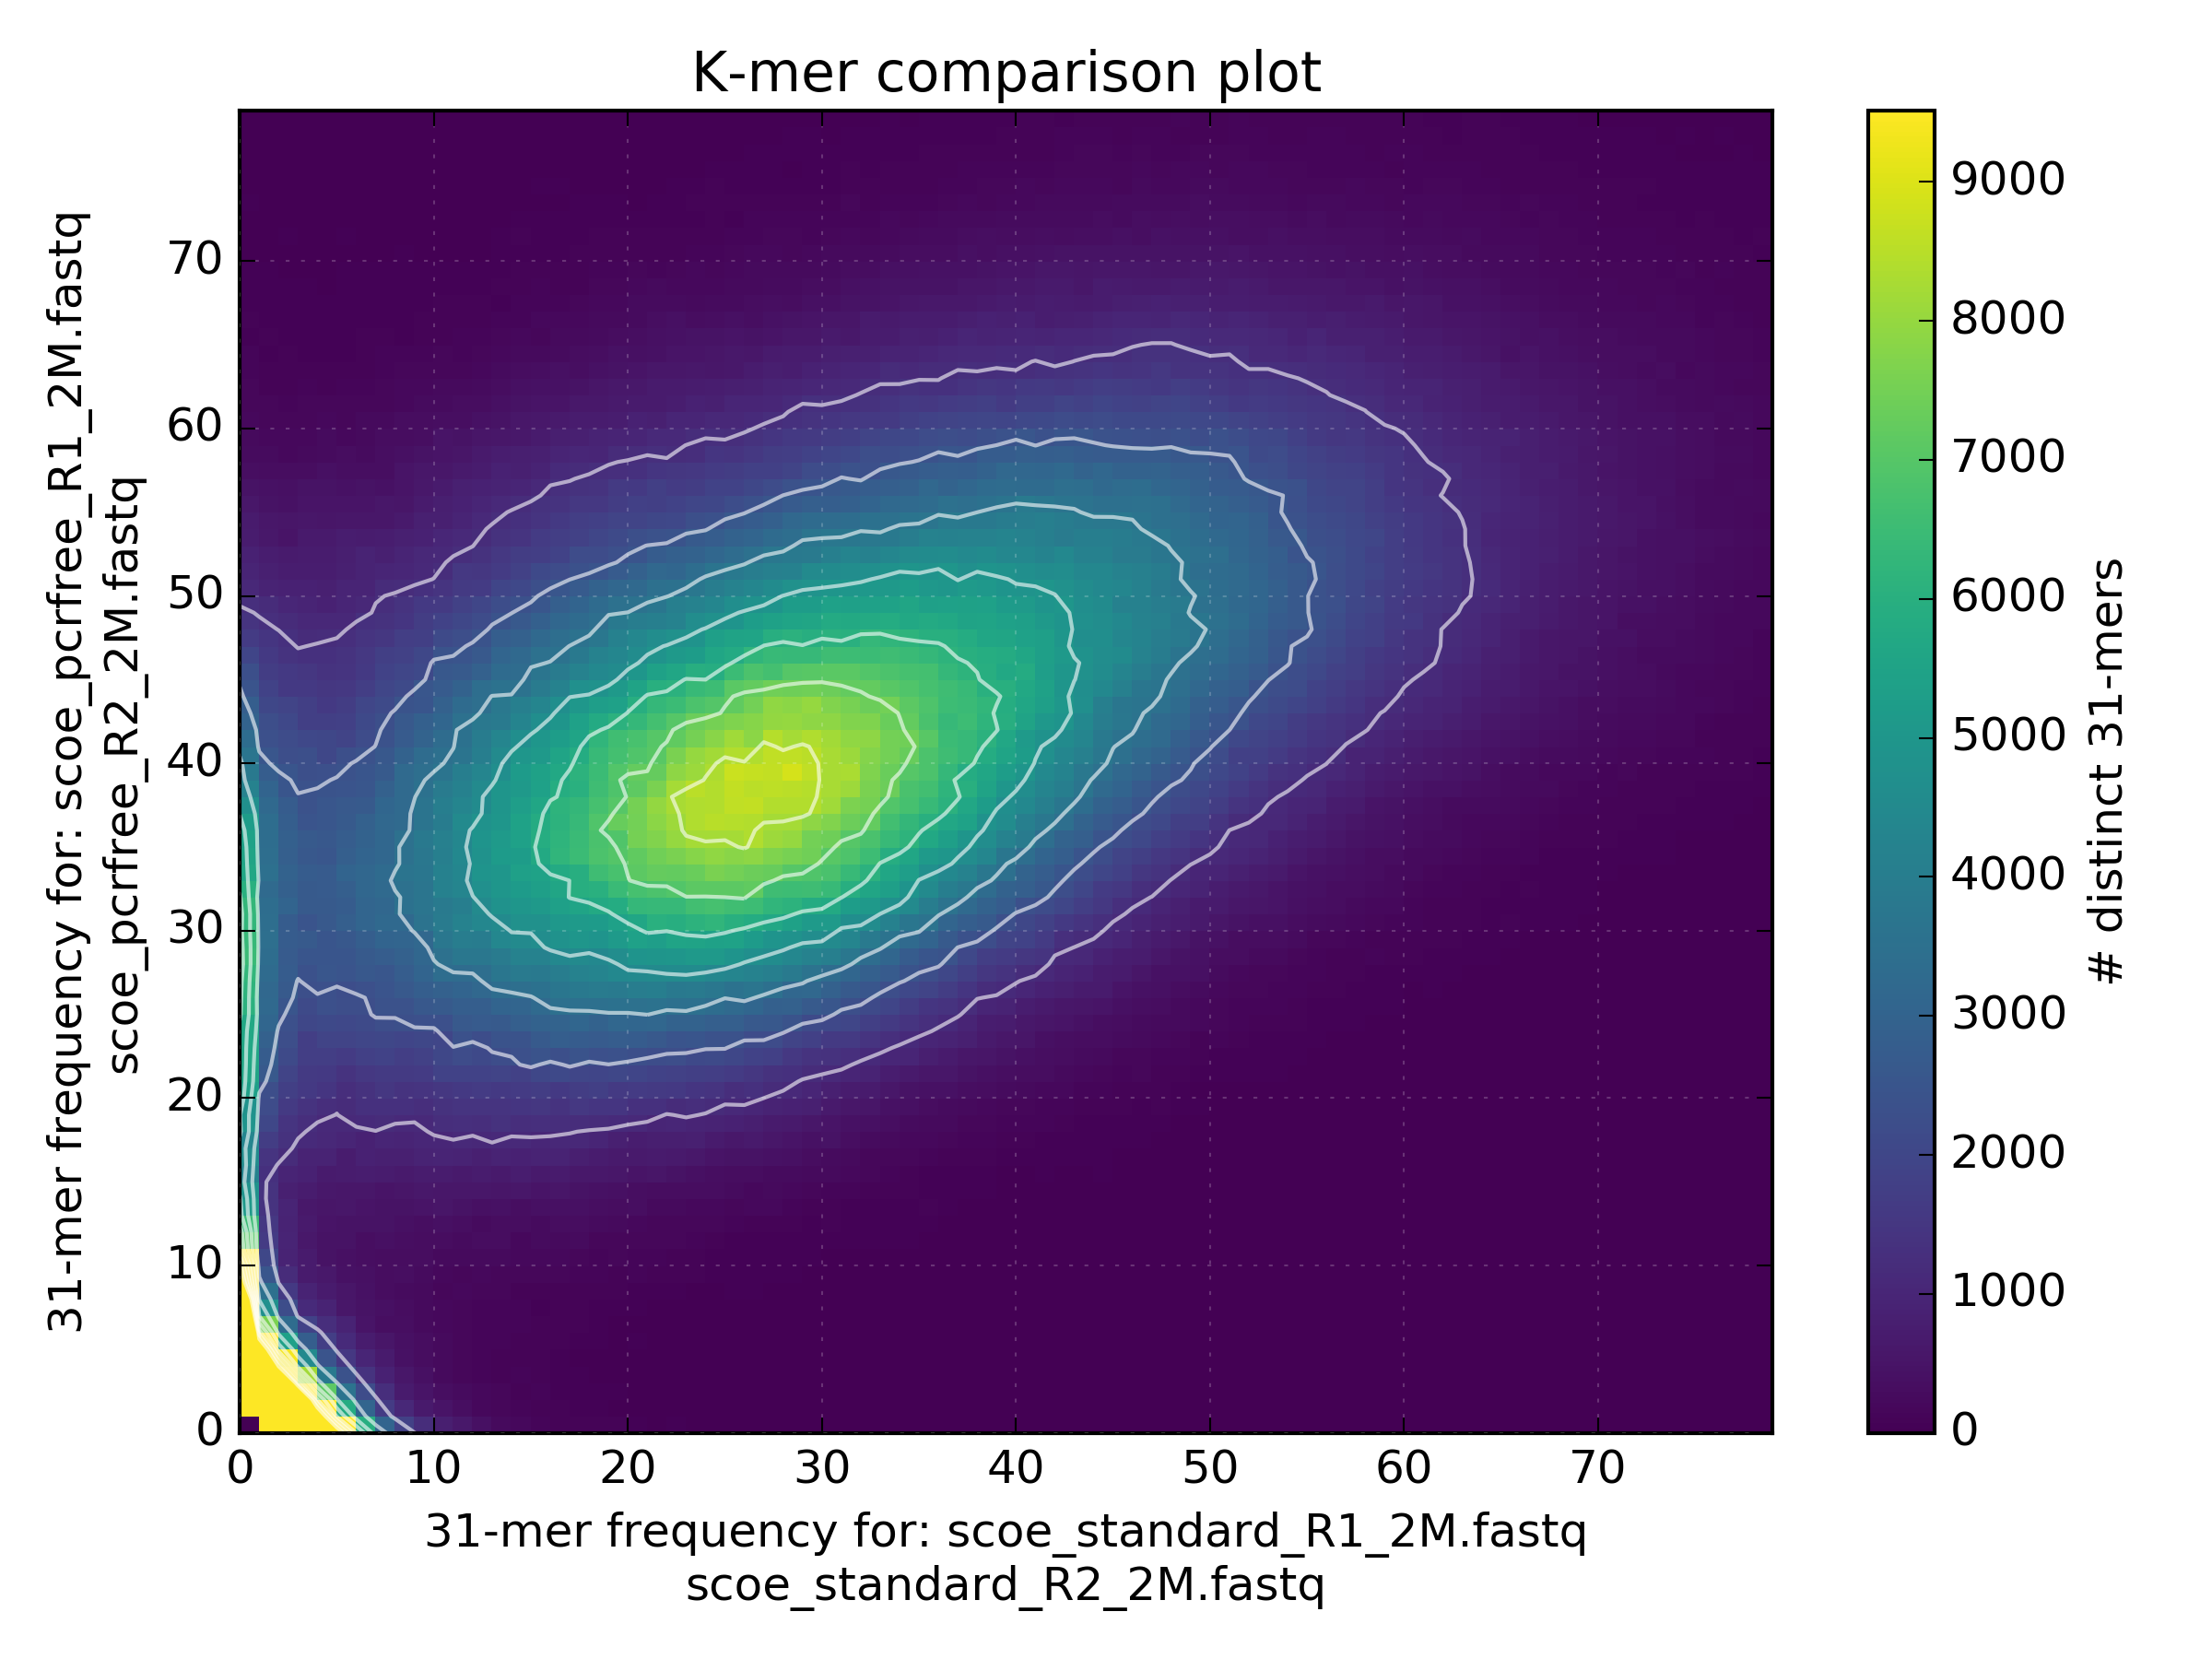 K-mer comparison plot
31-mer frequency for: scoe_pcrfree_R1_2M.fastq
scoe_pcrfree_R2_2M.fastq
70
60
50
40
30
20
10
0
0 10 20 30 40 50 60 70
31-mer frequency for: scoe_standard_R1_2M.fastq
scoe_standard_R2_2M.fastq
9000
8000
7000
6000
5000
4000
3000
2000
1000
0
# distinct 31-mers